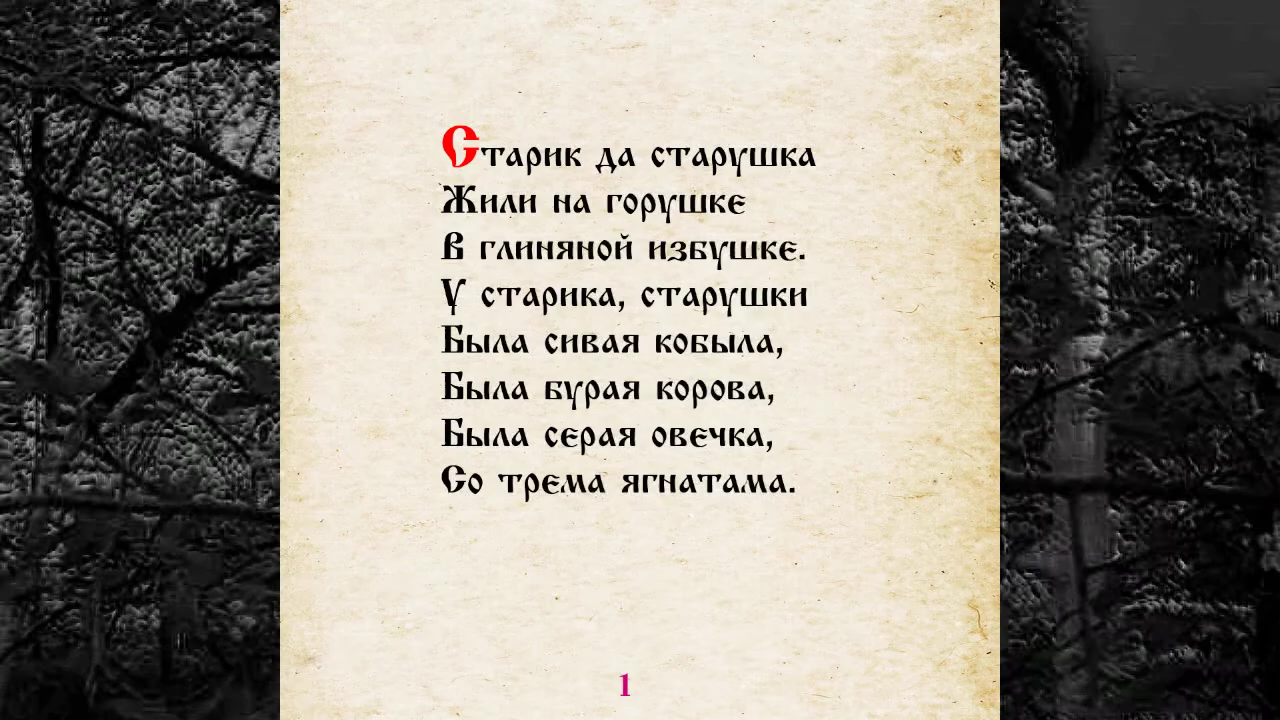 Старик да старушка
Жили на горушке
В глиняной избушке.
У старика, старушки
Была сивая кобыла,
Была бурая корова,
Была серая овечка,
Со трема ягнатама.
1